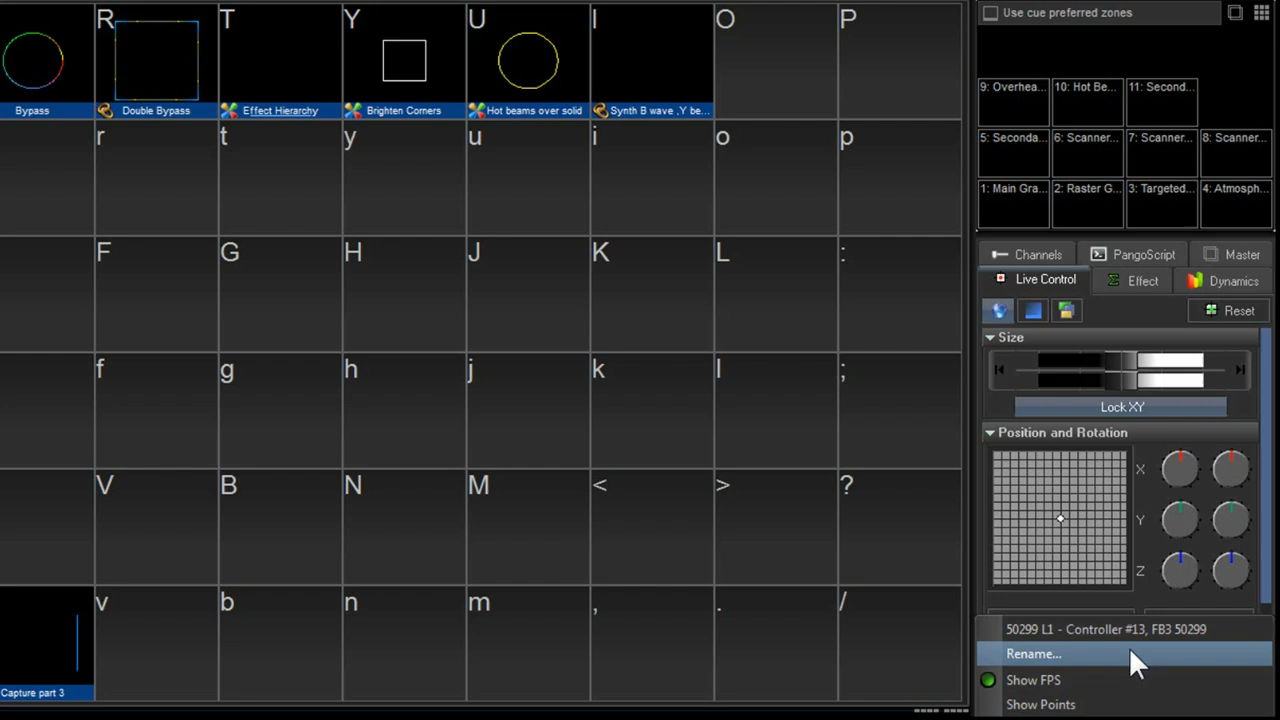 R
T
Y
U
I
O
P
Bypass
Double Bypass
Effect Hierarchy
Brighten Corners
Hot beams over solid
Synth B wave ,Y be...
r
t
y
u
i
o
p
F
G
H
J
K
L
:
f
g
h
j
k
l
;
V
B
N
M
<
>
?
v
b
n
m
,
.
/
Capture part 3
Use cue preferred zones
9: Overhea...
10: Hot Be...
11: Second...
5: Seconda...
6: Scanner...
7: Scanner...
8: Scanner...
1: Main Gra...
2: Raster G...
3: Targeted...
4: Atmosph...
Channels
PangoScript
Master
Live Control
Effect
Dynamics
Reset
Size
Lock XY
Position and Rotation
X
Y
Z
50299 L1 - Controller #13, FB3 50299
Rename...
Show FPS
Show Points